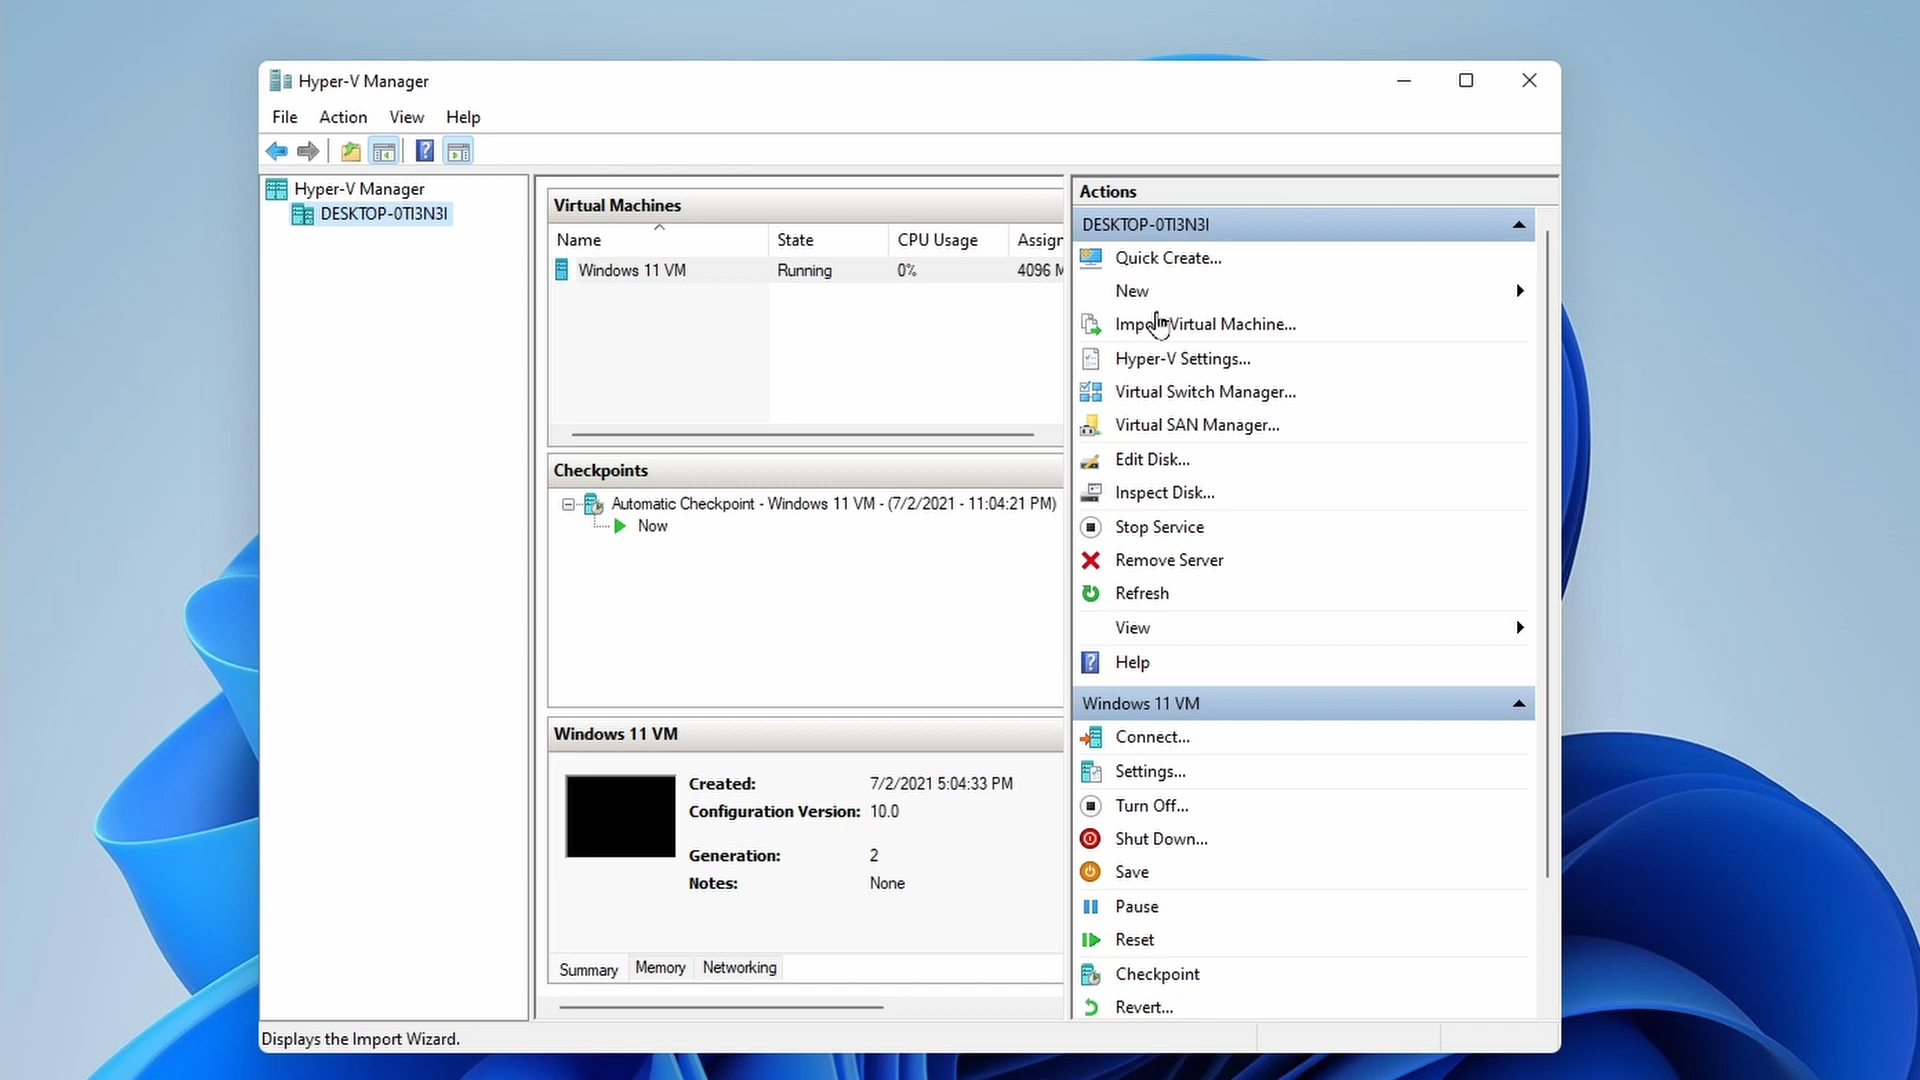 Hyper-V Manager
File Action View Help
Hyper-V Manager
DESKTOP-0TI3N3I
Virtual Machines
Name State CPU Usage Assigr
Windows 11 VM Running 0% 4096 M
Checkpoints
Automatic Checkpoint - Windows 11 VM - (7/2/2021 - 11:04:21 PM)
Now
Windows 11 VM
Created: 7/2/2021 5:04:33 PM
Configuration Version: 10.0
Generation: 2
Notes: None
Summary Memory Networking
Actions
DESKTOP-0TI3N3I
Quick Create...
New
Virtual Machine...
Hyper-V Settings...
Virtual Switch Manager...
Virtual SAN Manager...
Edit Disk...
Inspect Disk...
Stop Service
Remove Server
Refresh
View
Help
Windows 11 VM
Connect...
Settings...
Turn Off...
Shut Down...
Save
Pause
Reset
Checkpoint
Revert...
Displays the Import Wizard.